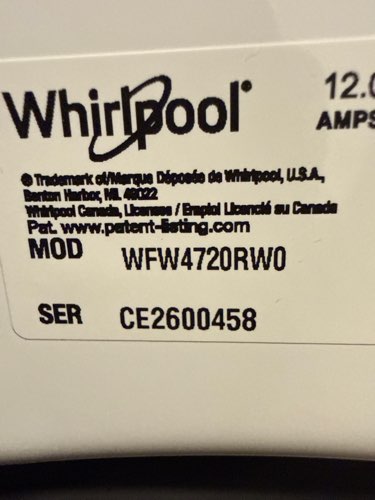 Whirlpool
12.0
AMPS
® Trademark of/Marque Déposée de Whirlpool, U.S.A.,
Benton Harbor, MI. 49022
Whirlpool Canada, Licensee / Emploi Licencié au Canada
Pat. www.patent-listing.com
MOD WFW4720RW0
SER CE2600458